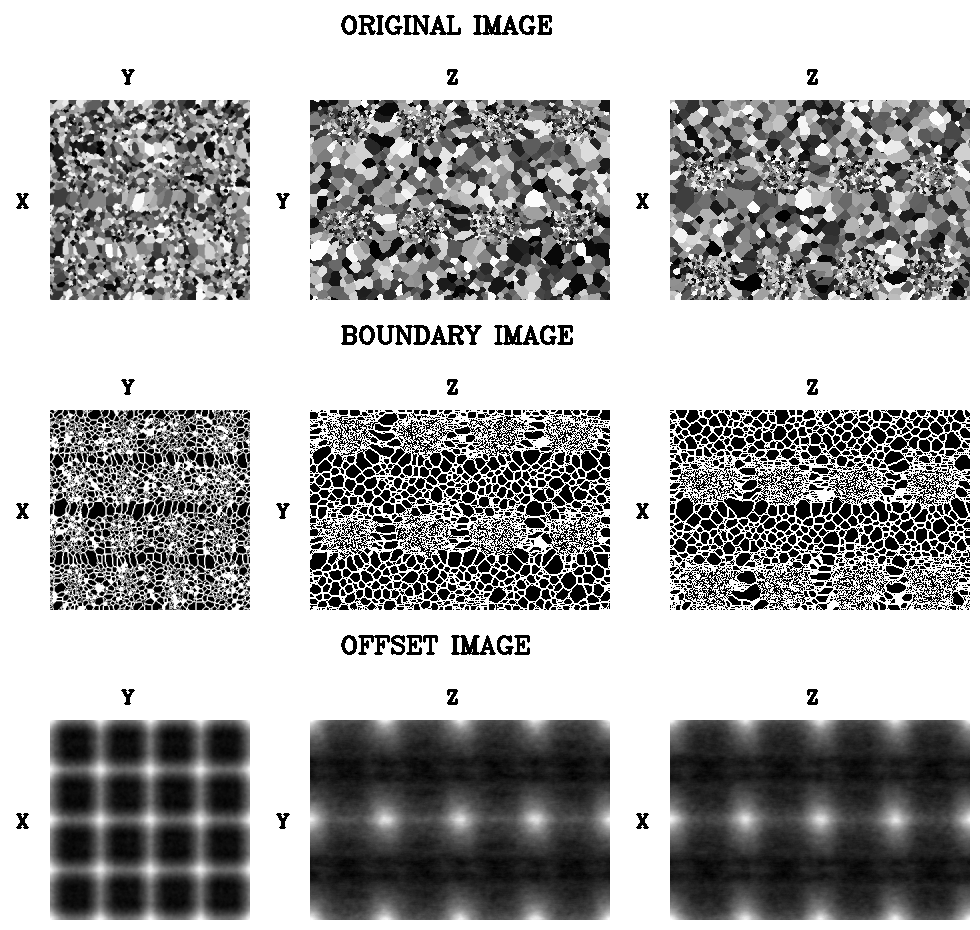 ORIGINAL IMAGE
Y Z Z
X Y X
BOUNDARY IMAGE
Y Z Z
X Y X
OFFSET IMAGE
Y Z Z
X Y X